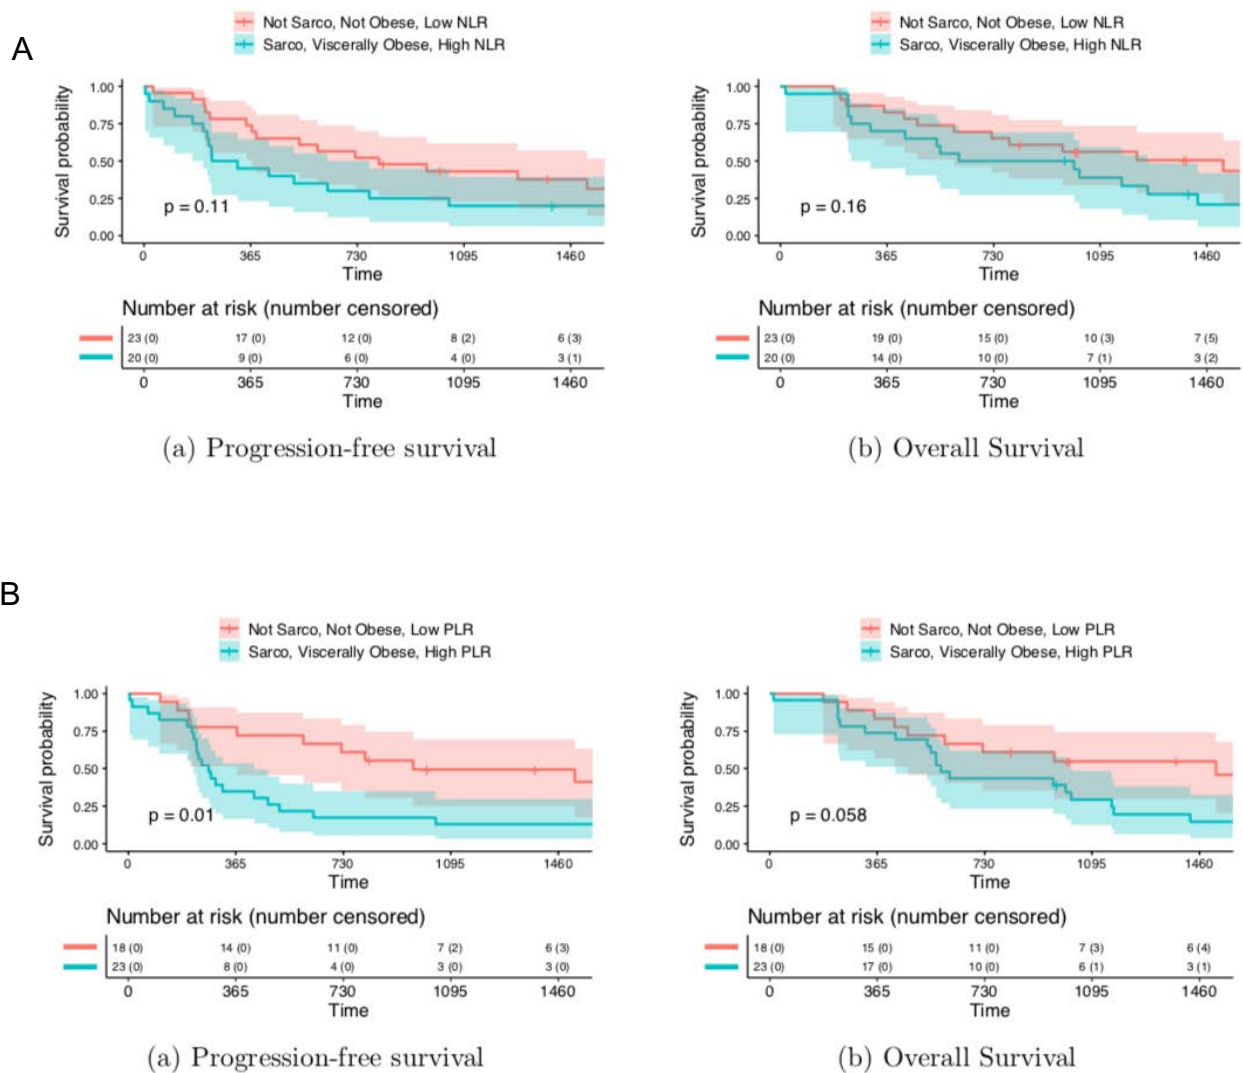 A
Not Sarco, Not Obese, Low NLR
Sarco, Viscerally Obese, High NLR
Survival probability
1.00
0.75
0.50
0.25
0.00
p = 0.11
0 365 730 1095 1460
Time
Number at risk (number censored)
23 (0) 17 (0) 12 (0) 8 (2) 6 (3)
20 (0) 9 (0) 6 (0) 4 (0) 3 (1)
0 365 730 1095 1460
Time
(a) Progression-free survival
Not Sarco, Not Obese, Low NLR
Sarco, Viscerally Obese, High NLR
Survival probability
1.00
0.75
0.50
0.25
0.00
p = 0.16
0 365 730 1095 1460
Time
Number at risk (number censored)
23 (0) 19 (0) 15 (0) 10 (3) 7 (5)
20 (0) 14 (0) 10 (0) 7 (1) 3 (2)
0 365 730 1095 1460
Time
(b) Overall Survival
B
Not Sarco, Not Obese, Low PLR
Sarco, Viscerally Obese, High PLR
Survival probability
1.00
0.75
0.50
0.25
0.00
p = 0.01
0 365 730 1095 1460
Time
Number at risk (number censored)
18 (0) 14 (0) 11 (0) 7 (2) 6 (3)
23 (0) 8 (0) 4 (0) 3 (0) 3 (0)
0 365 730 1095 1460
Time
(a) Progression-free survival
Not Sarco, Not Obese, Low PLR
Sarco, Viscerally Obese, High PLR
Survival probability
1.00
0.75
0.50
0.25
0.00
p = 0.058
0 365 730 1095 1460
Time
Number at risk (number censored)
18 (0) 15 (0) 11 (0) 7 (3) 6 (4)
23 (0) 17 (0) 10 (0) 6 (1) 3 (1)
0 365 730 1095 1460
Time
(b) Overall Survival